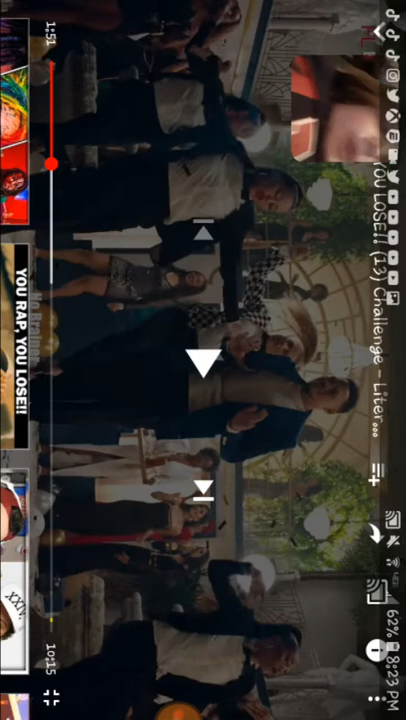 62% 8:23 PM
YOU LOSE!! (13) Challenge - Liter...
1:51
10:15
YOU RAP, YOU LOSE!!